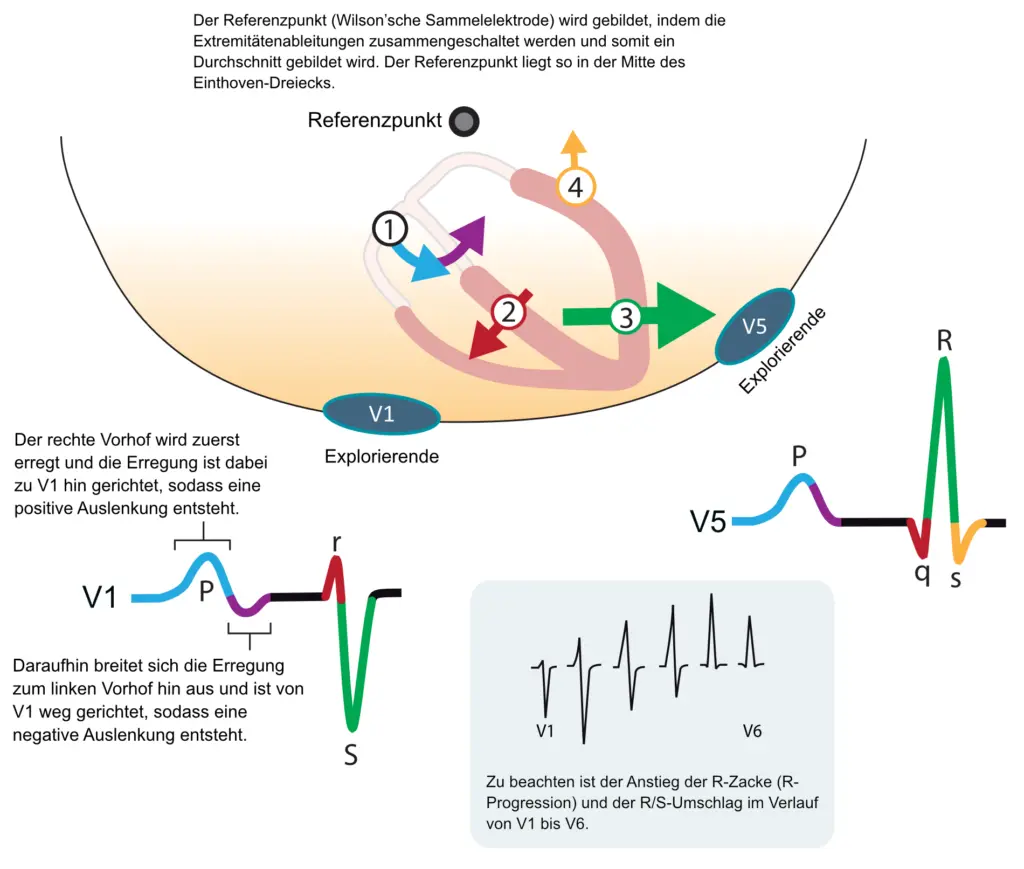 Der Referenzpunkt (Wilson'sche Sammelelektrode) wird gebildet, indem die
Extremitätenableitungen zusammengeschaltet werden und somit ein
Durchschnitt gebildet wird. Der Referenzpunkt liegt so in der Mitte des
Einthoven-Dreiecks.
Referenzpunkt
4
1
2
3
V5
Explorierende
V1
Explorierende
Der rechte Vorhof wird zuerst
erregt und die Erregung ist dabei
zu V1 hin gerichtet, sodass eine
positive Auslenkung entsteht.
V1
P
r
S
Daraufhin breitet sich die Erregung
zum linken Vorhof hin aus und ist von
V1 weg gerichtet, sodass eine
negative Auslenkung entsteht.
V5
P
R
q
s
V1
V6
Zu beachten ist der Anstieg der R-Zacke (R-
Progression) und der R/S-Umschlag im Verlauf
von V1 bis V6.